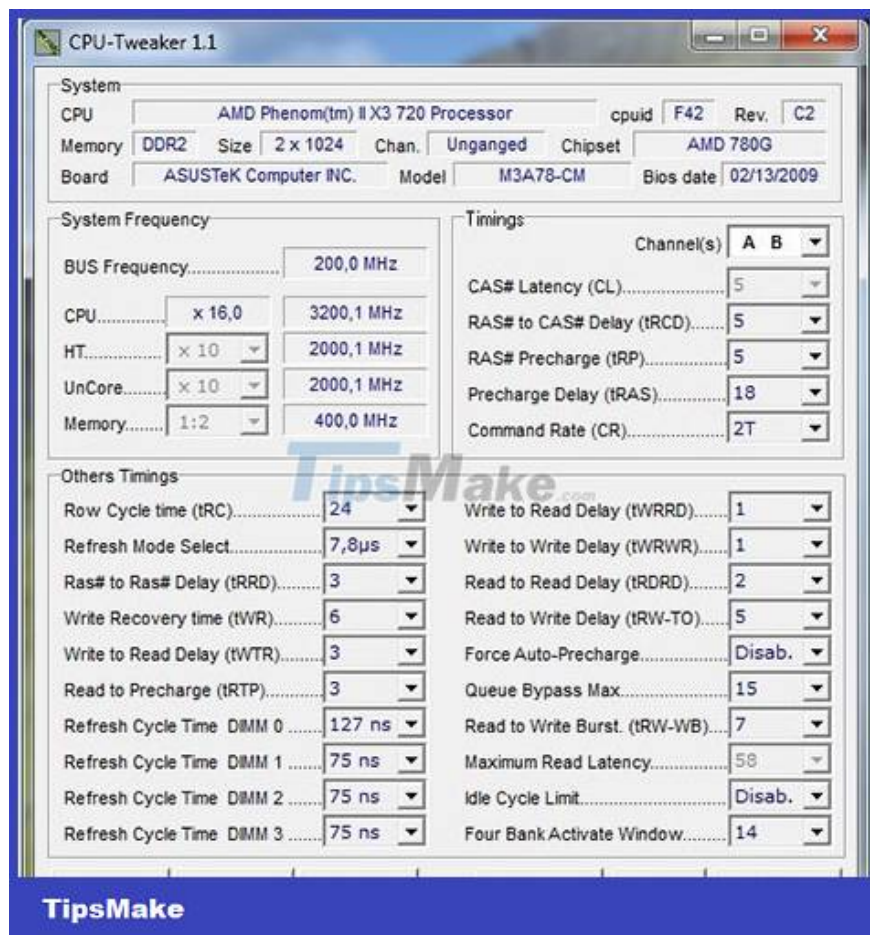 CPU-Tweaker 1.1
System
CPU AMD Phenom(tm) II X3 720 Processor cpuid F42 Rev. C2
Memory DDR2 Size 2 x 1024 Chan. Unganged Chipset AMD 780G
Board ASUSTeK Computer INC. Model M3A78-CM Bios date 02/13/2009
System Frequency
BUS Frequency................... 200,0 MHz
CPU.............. x 16,0 3200,1 MHz
HT................ x 10 2000,1 MHz
UnCore......... x 10 2000,1 MHz
Memory........ 1:2 400,0 MHz
Timings
Channel(s) A B
CAS# Latency (CL)..................... 5
RAS# to CAS# Delay (tRCD)....... 5
RAS# Precharge (tRP)................ 5
Precharge Delay (tRAS).............. 18
Command Rate (CR).................... 2T
TipsMake.com
Others Timings
Row Cycle time (tRC).................. 24
Refresh Mode Select................... 7,8µs
Ras# to Ras# Delay (tRRD)......... 3
Write Recovery time (tWR).......... 6
Write to Read Delay (tWTR)......... 3
Read to Precharge (tRTP)............ 3
Refresh Cycle Time DIMM 0 ....... 127 ns
Refresh Cycle Time DIMM 1 ....... 75 ns
Refresh Cycle Time DIMM 2 ....... 75 ns
Refresh Cycle Time DIMM 3 ....... 75 ns
Write to Read Delay (tWRRD)....... 1
Write to Write Delay (tWRWR)...... 1
Read to Read Delay (tRDRD)........ 2
Read to Write Delay (tRW-TO)...... 5
Force Auto-Precharge.................. Disab.
Queue Bypass Max...................... 15
Read to Write Burst. (tRW-WB).... 7
Maximum Read Latency................ 58
Idle Cycle Limit............................. Disab.
Four Bank Activate Window......... 14
TipsMake